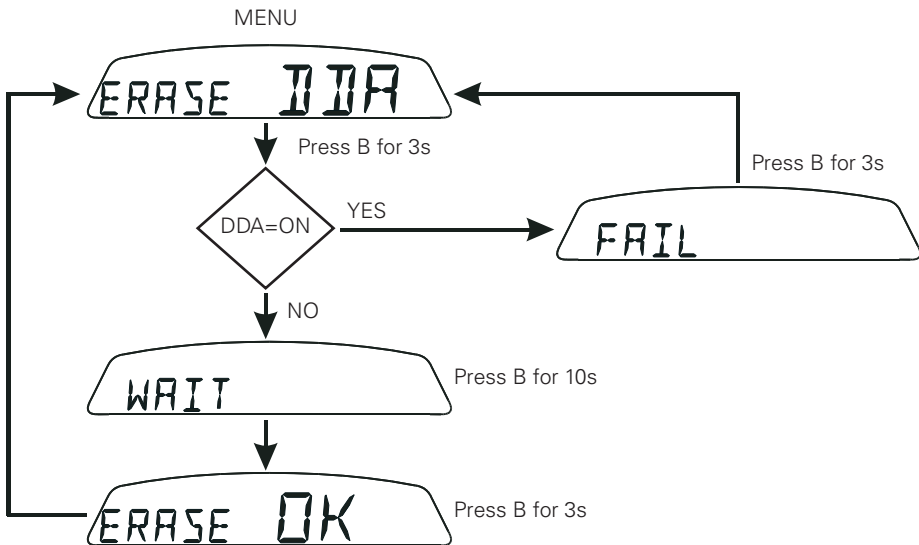 MENU
ERASE DDA
Press B for 3s
Press B for 3s
DDA=ON
YES
FAIL
NO
WAIT
Press B for 10s
ERASE OK
Press B for 3s